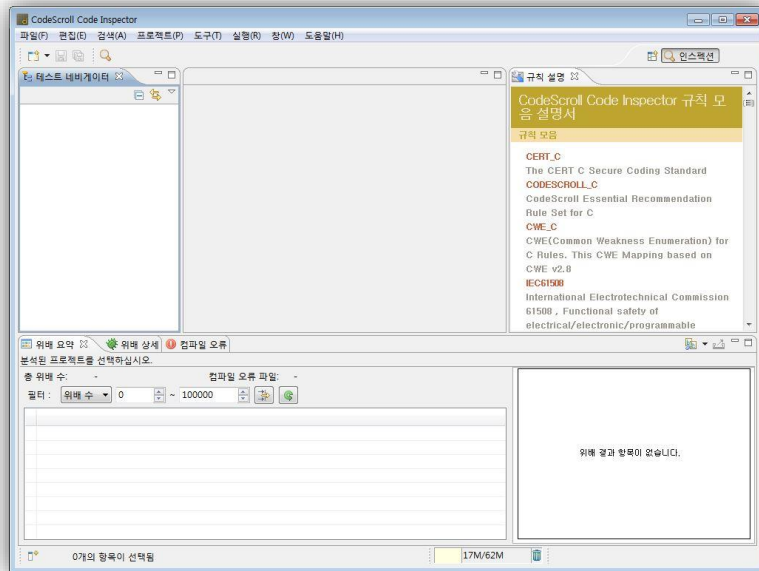 CodeScroll Code Inspector
파일(F) 편집(E) 검색(A) 프로젝트(P) 도구(T) 실행(R) 창(W) 도움말(H)
인스펙션
테스트 네비게이터
규칙 설명
CodeScroll Code Inspector 규칙 모
음 설명서
규칙 모음
CERT_C
The CERT C Secure Coding Standard
CODESCROLL_C
CodeScroll Essential Recommendation
Rule Set for C
CWE_C
CWE(Common Weakness Enumeration) for
C Rules. This CWE Mapping based on
CWE v2.8
IEC61508
International Electrotechnical Commission
61508 , Functional safety of
electrical/electronic/programmable
위배 요약 위배 상세 컴파일 오류
분석된 프로젝트를 선택하십시오.
총 위배 수: - 컴파일 오류 파일: -
필터 : 위배 수 0 ~ 100000
위배 결과 항목이 없습니다.
0개의 항목이 선택됨
17M/62M